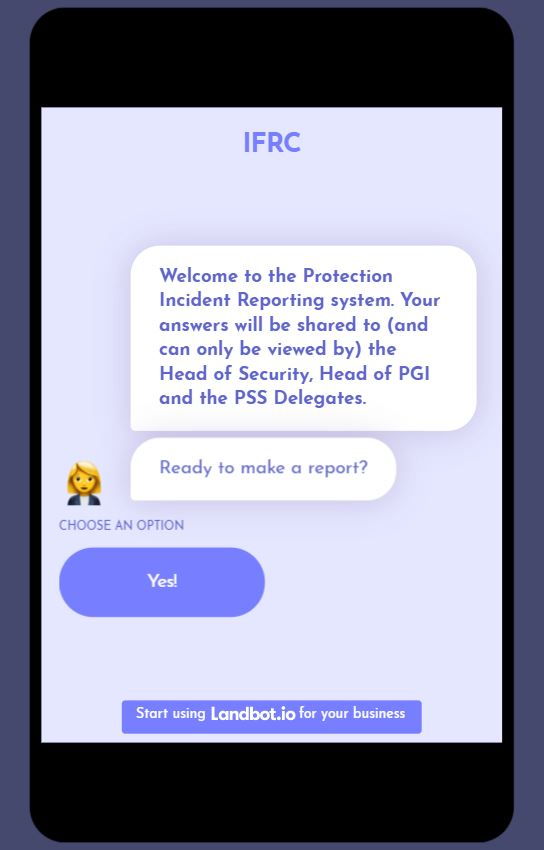 IFRC
Welcome to the Protection
Incident Reporting system. Your
answers will be shared to (and
can only be viewed by) the
Head of Security, Head of PGI
and the PSS Delegates.
Ready to make a report?
CHOOSE AN OPTION
Yes!
Start using Landbot.io for your business